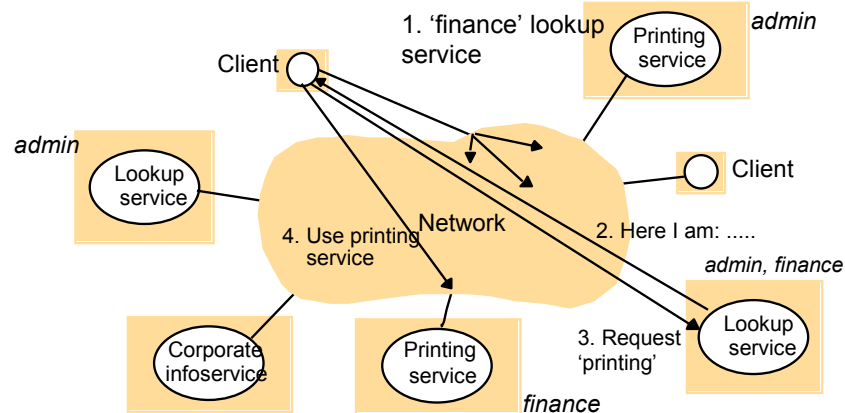 1. ‘finance’ lookup
service
Printing
service
admin
Client
admin
Lookup
service
Client
Network
4. Use printing
service
2. Here I am: .....
admin, finance
Corporate
infoservice
Printing
service
finance
3. Request
‘printing’
Lookup
service